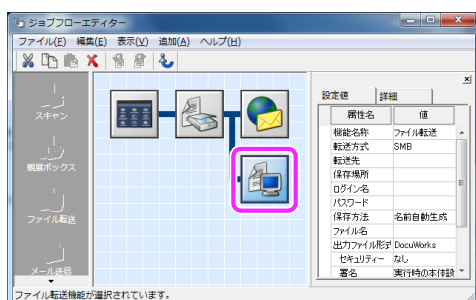 ジョブフローエディター
ファイル(F) 編集(E) 表示(V) 追加(A) ヘルプ(H)
スキャン
親展ボックス
ファイル転送
メール送信
設定値 詳細
属性名 値
機能名称 ファイル転送
転送方式 SMB
転送先
保存場所
ログイン名
パスワード
保存方法 名前自動生成
ファイル名
出力ファイル形式 DocuWorks
セキュリティー なし
署名 実行時の本体設
ファイル転送機能が選択されています。